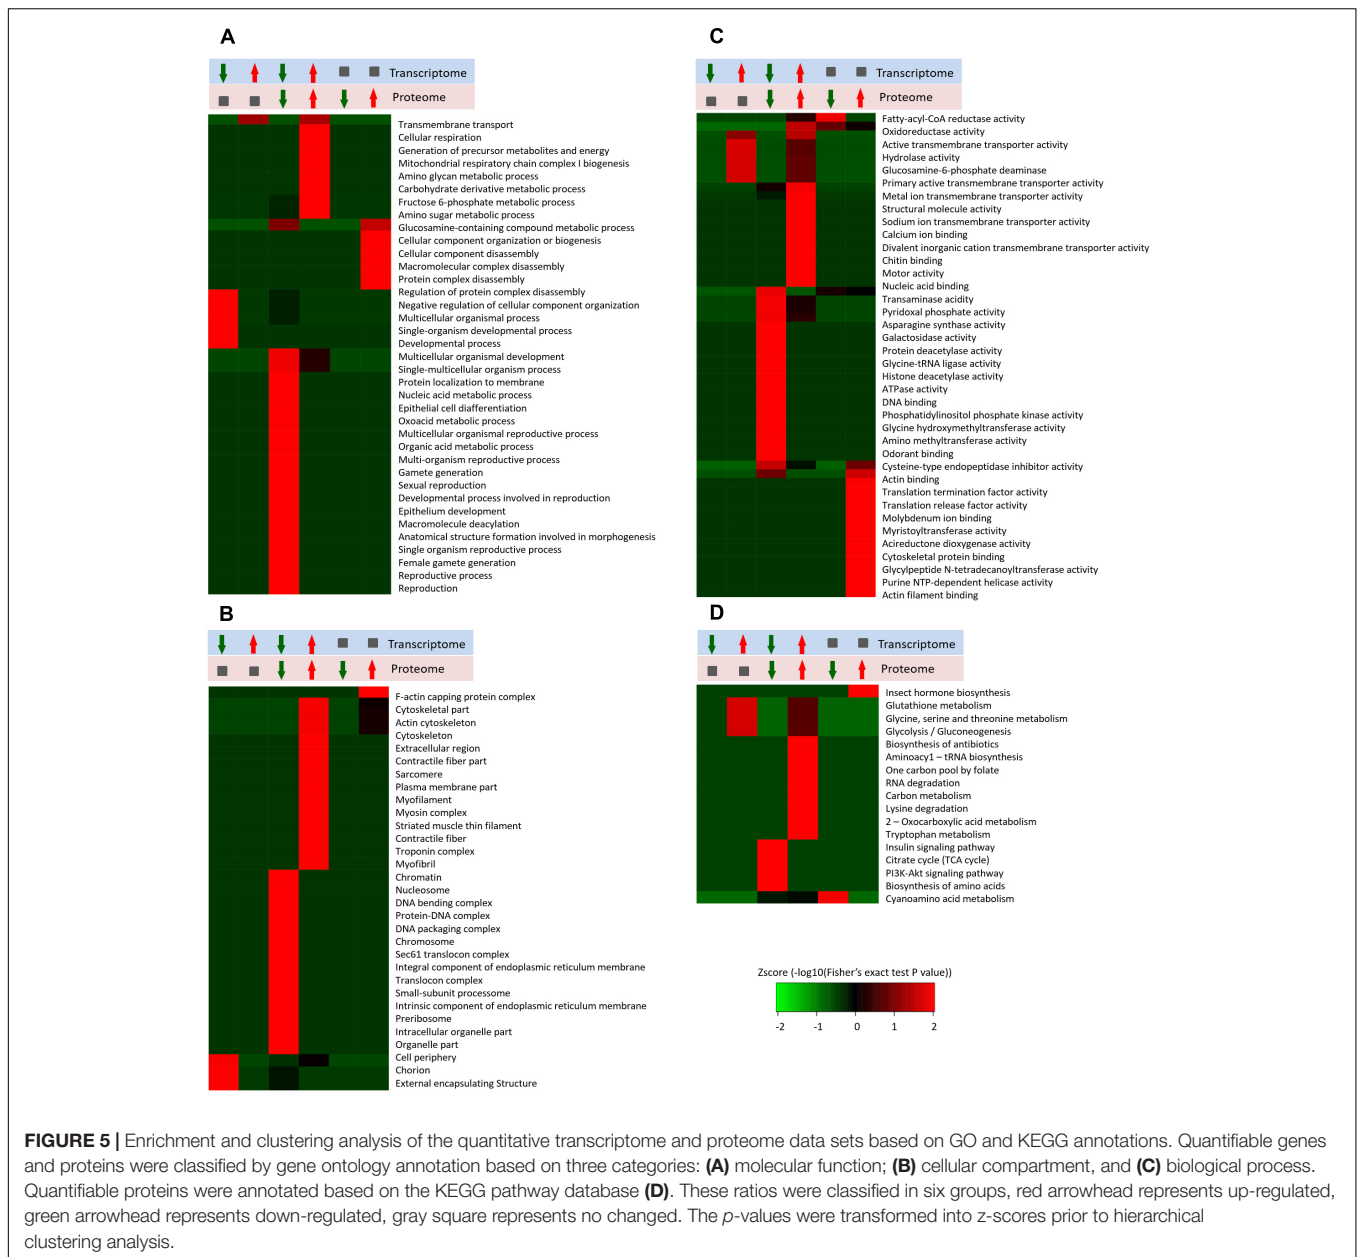 A
Transcriptome
Proteome
Transmembrane transport
Cellular respiration
Generation of precursor metabolites and energy
Mitochondrial respiratory chain complex I biogenesis
Amino glycan metabolic process
Carbohydrate derivative metabolic process
Fructose 6-phosphate metabolic process
Amino sugar metabolic process
Glucosamine-containing compound metabolic process
Cellular component organization or biogenesis
Cellular component disassembly
Macromolecular complex disassembly
Protein complex disassembly
Regulation of protein complex disassembly
Negative regulation of cellular component organization
Multicellular organismal process
Single-organism developmental process
Developmental process
Multicellular organismal development
Single-multicellular organism process
Protein localization to membrane
Nucleic acid metabolic process
Epithelial cell diafferentiation
Oxoacid metabolic process
Multicellular organismal reproductive process
Organic acid metabolic process
Multi-organism reproductive process
Gamete generation
Sexual reproduction
Developmental process involved in reproduction
Epithelium development
Macromolecule deacylation
Anatomical structure formation involved in morphogenesis
Single organism reproductive process
Female gamete generation
Reproductive process
Reproduction
B
Transcriptome
Proteome
F-actin capping protein complex
Cytoskeletal part
Actin cytoskeleton
Cytoskeleton
Extracellular region
Contractile fiber part
Sarcomere
Plasma membrane part
Myofilament
Myosin complex
Striated muscle thin filament
Contractile fiber
Troponin complex
Myofibril
Chromatin
Nucleosome
DNA bending complex
Protein-DNA complex
DNA packaging complex
Chromosome
Sec61 translocon complex
Integral component of endoplasmic reticulum membrane
Translocon complex
Small-subunit processome
Intrinsic component of endoplasmic reticulum membrane
Preribosome
Intracellular organelle part
Organelle part
Cell periphery
Chorion
External encapsulating Structure
C
Transcriptome
Proteome
Fatty-acyl-CoA reductase activity
Oxidoreductase activity
Active transmembrane transporter activity
Hydrolase activity
Glucosamine-6-phosphate deaminase
Primary active transmembrane transporter activity
Metal ion transmembrane transporter activity
Structural molecule activity
Sodium ion transmembrane transporter activity
Calcium ion binding
Divalent inorganic cation transmembrane transporter activity
Chitin binding
Motor activity
Nucleic acid binding
Transaminase acidity
Pyridoxal phosphate activity
Asparagine synthase activity
Galactosidase activity
Protein deacetylase activity
Glycine-tRNA ligase activity
Histone deacetylase activity
ATPase activity
DNA binding
Phosphatidylinositol phosphate kinase activity
Glycine hydroxymethyltransferase activity
Amino methyltransferase activity
Odorant binding
Cysteine-type endopeptidase inhibitor activity
Actin binding
Translation termination factor activity
Translation release factor activity
Molybdenum ion binding
Myristoyltransferase activity
Acireductone dioxygenase activity
Cytoskeletal protein binding
Glycylpeptide N-tetradecanoyltransferase activity
Purine NTP-dependent helicase activity
Actin filament binding
D
Transcriptome
Proteome
Insect hormone biosynthesis
Glutathione metabolism
Glycine, serine and threonine metabolism
Glycolysis / Gluconeogenesis
Biosynthesis of antibiotics
Aminoacy1 – tRNA biosynthesis
One carbon pool by folate
RNA degradation
Carbon metabolism
Lysine degradation
2 – Oxocarboxylic acid metabolism
Tryptophan metabolism
Insulin signaling pathway
Citrate cycle (TCA cycle)
PI3K-Akt signaling pathway
Biosynthesis of amino acids
Cyanoamino acid metabolism
Zscore (-log10(Fisher's exact test P value))
-2 -1 0 1 2
FIGURE 5 | Enrichment and clustering analysis of the quantitative transcriptome and proteome data sets based on GO and KEGG annotations. Quantifiable genes
and proteins were classified by gene ontology annotation based on three categories: (A) molecular function; (B) cellular compartment, and (C) biological process.
Quantifiable proteins were annotated based on the KEGG pathway database (D). These ratios were classified in six groups, red arrowhead represents up-regulated,
green arrowhead represents down-regulated, gray square represents no changed. The p-values were transformed into z-scores prior to hierarchical
clustering analysis.